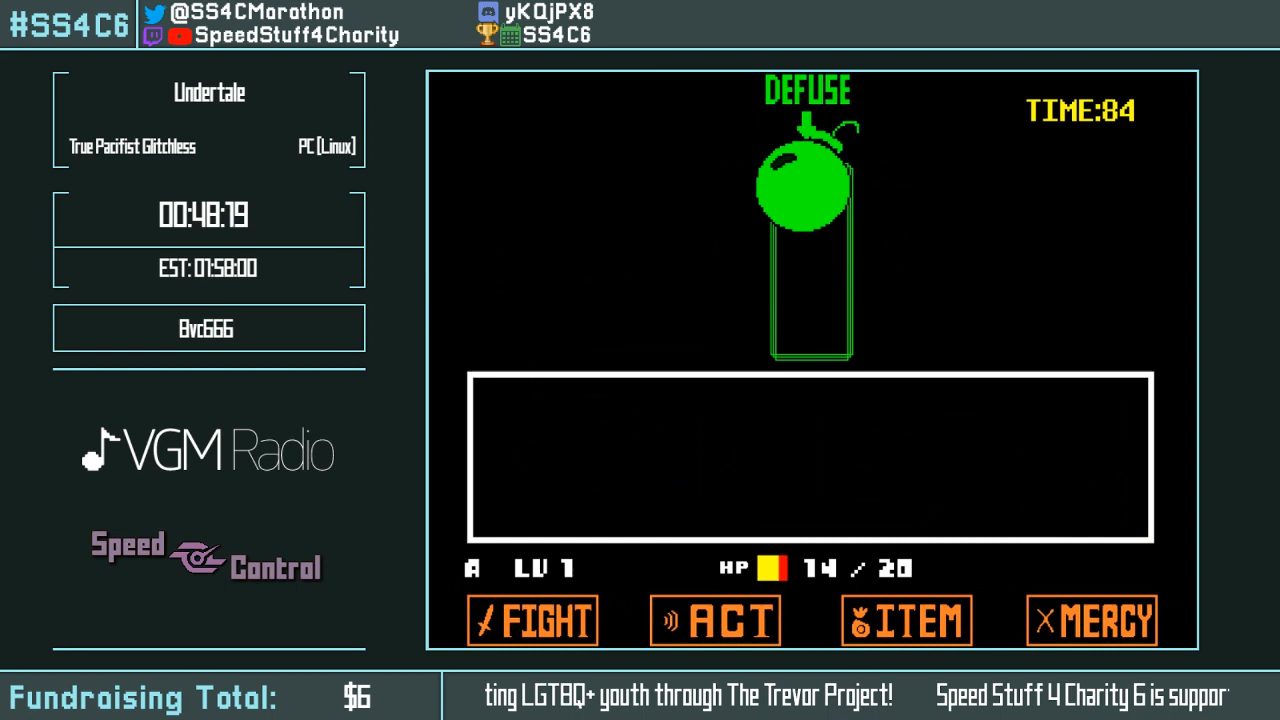 #SS4C6
@SS4CMarathon
SpeedStuff4Charity
yKQjPX8
SS4C6
Undertale
True Pacifist Glitchless PC [Linux]
00:48:19
EST: 01:58:00
8vc666
VGM Radio
Speed Control
DEFUSE
TIME:84
A LV 1 HP 14 / 20
FIGHT ACT ITEM MERCY
Fundraising Total: $6
ting LGTBQ+ youth through The Trevor Project! Speed Stuff 4 Charity 6 is suppor